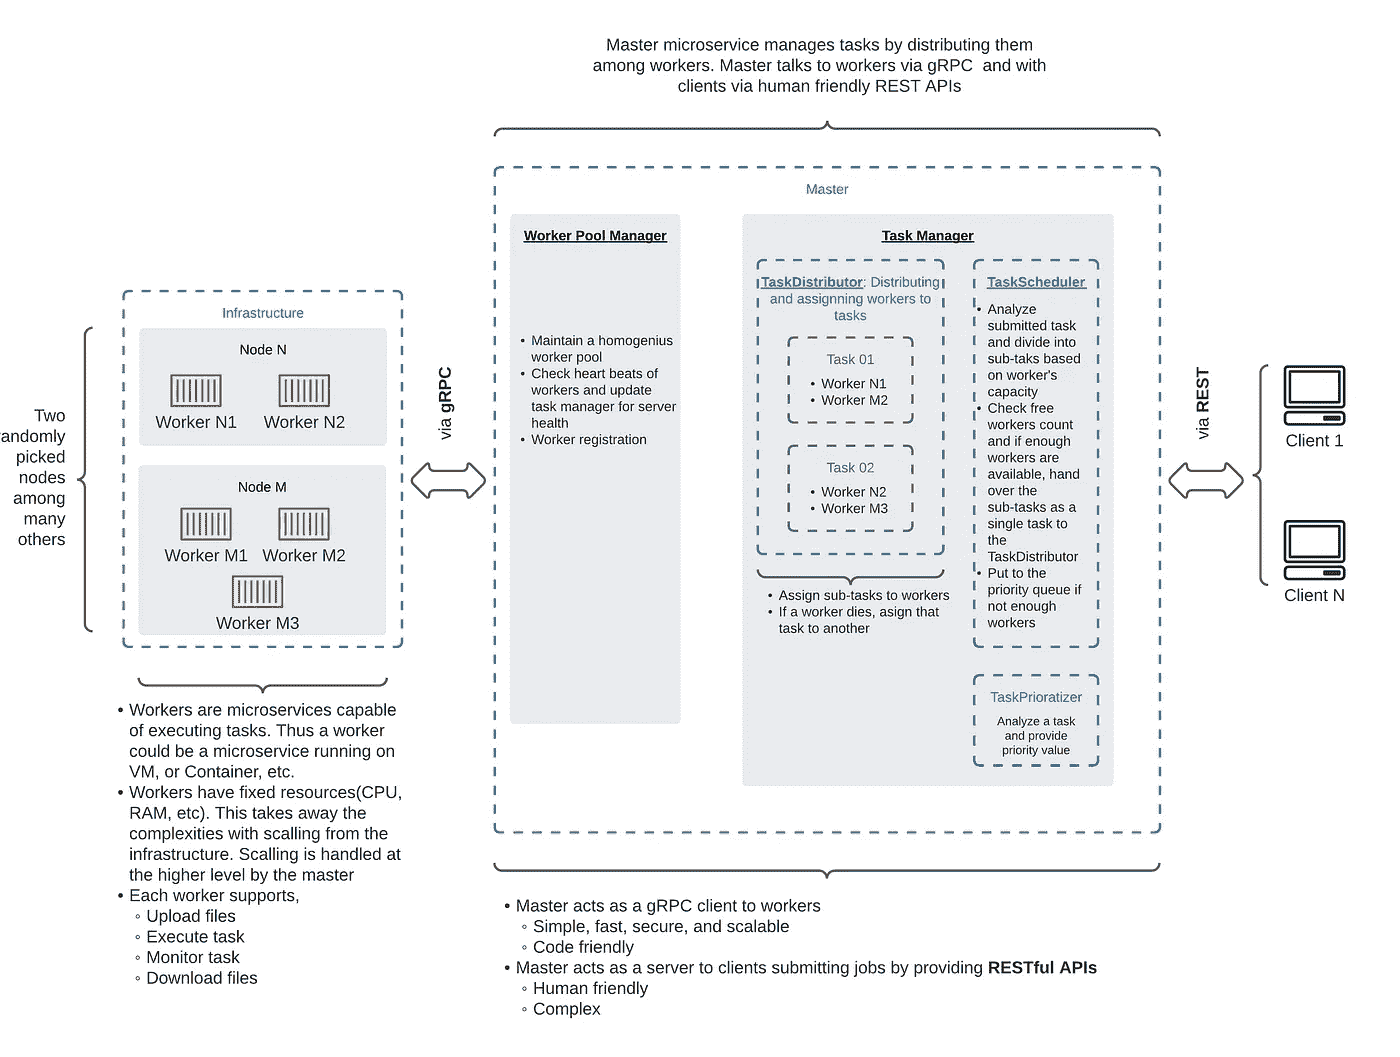 Master microservice manages tasks by distributing them
among workers. Master talks to workers via gRPC and with
clients via human friendly REST APIs
Master
Worker Pool Manager
• Maintain a homogenius
worker pool
• Check heart beats of
workers and update
task manager for server
health
• Worker registration
Task Manager
TaskDistributor: Distributing
and assignning workers to
tasks
Task 01
• Worker N1
• Worker M2
Task 02
• Worker N2
• Worker M3
• Assign sub-tasks to workers
• If a worker dies, asign that
task to another
TaskScheduler
• Analyze
submitted task
and divide into
sub-taks based
on worker's
capacity
• Check free
workers count
and if enough
workers are
available, hand
over the
sub-tasks as a
single task to
the
TaskDistributor
• Put to the
priority queue if
not enough
workers
TaskPrioratizer
Analyze a task
and provide
priority value
Infrastructure
Node N
Worker N1
Worker N2
Node M
Worker M1
Worker M2
Worker M3
Two
randomly
picked
nodes
among
many
others
via gRPC
via REST
Client 1
Client N
• Workers are microservices capable
of executing tasks. Thus a worker
could be a microservice running on
VM, or Container, etc.
• Workers have fixed resources(CPU,
RAM, etc). This takes away the
complexities with scalling from the
infrastructure. Scalling is handled at
the higher level by the master
• Each worker supports,
◦ Upload files
◦ Execute task
◦ Monitor task
◦ Download files
• Master acts as a gRPC client to workers
◦ Simple, fast, secure, and scalable
◦ Code friendly
• Master acts as a server to clients submitting jobs by providing RESTful APIs
◦ Human friendly
◦ Complex